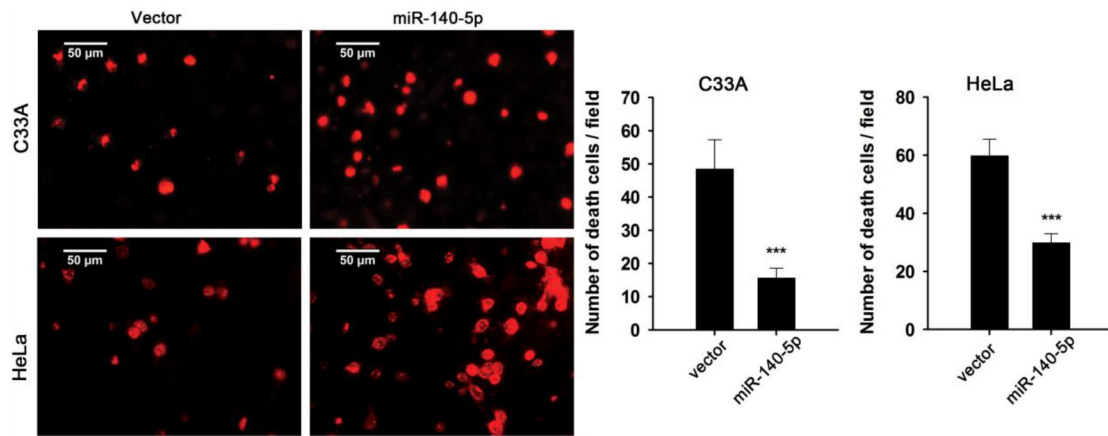 Vector
miR-140-5p
C33A
50 μm
50 μm
HeLa
50 μm
50 μm
C33A
Number of death cells / field
70
60
50
40
30
20
10
0
***
vector
miR-140-5p
HeLa
Number of death cells / field
80
60
40
20
0
***
vector
miR-140-5p